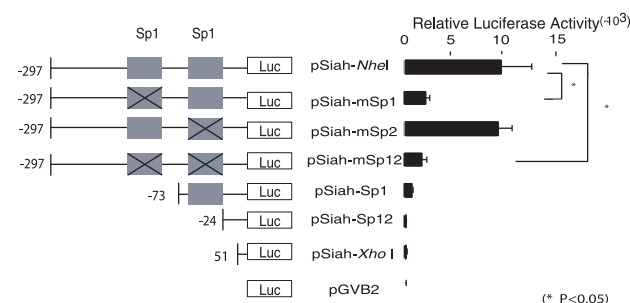 Relative Luciferase Activity(×10³)
Sp1 Sp1
0 5 10 15
-297 Luc pSiah-NheI
*
-297 Luc pSiah-mSp1
*
-297 Luc pSiah-mSp2
-297 Luc pSiah-mSp12
-73 Luc pSiah-Sp1
-24 Luc pSiah-Sp12
51 Luc pSiah-Xho I
Luc pGVB2
(* P<0.05)